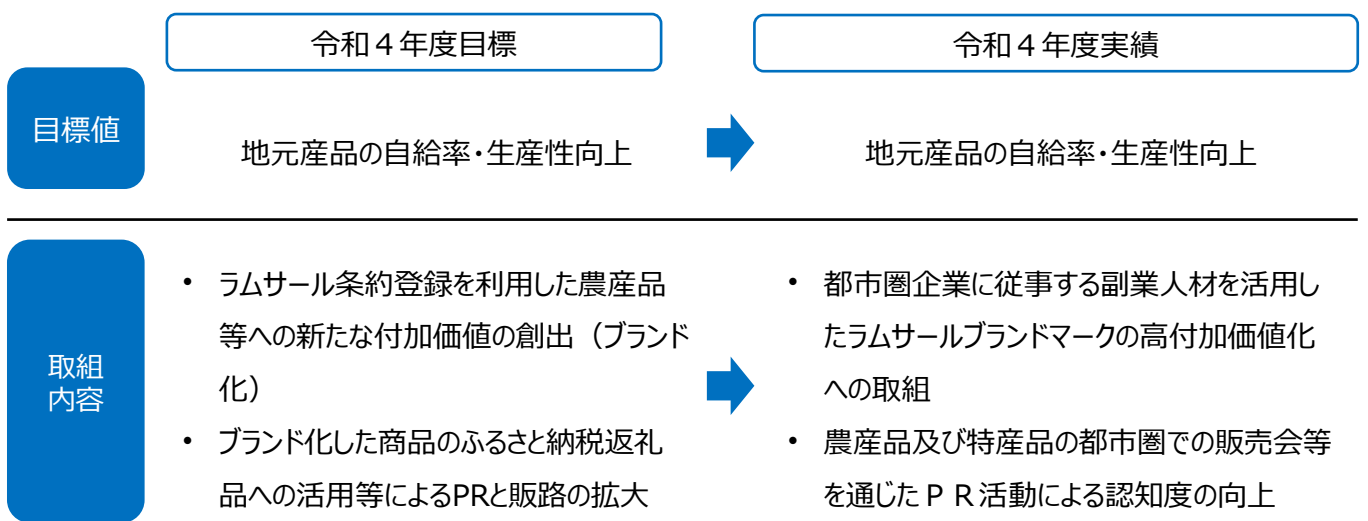 令和４年度目標
令和４年度実績
目標値
地元産品の自給率・生産性向上
地元産品の自給率・生産性向上
取組
内容
• ラムサール条約登録を利用した農産品
等への新たな付加価値の創出（ブランド
化）
• ブランド化した商品のふるさと納税返礼
品への活用等によるPRと販路の拡大
• 都市圏企業に従事する副業人材を活用し
たラムサールブランドマークの高付加価値化
への取組
• 農産品及び特産品の都市圏での販売会等
を通じたＰＲ活動による認知度の向上